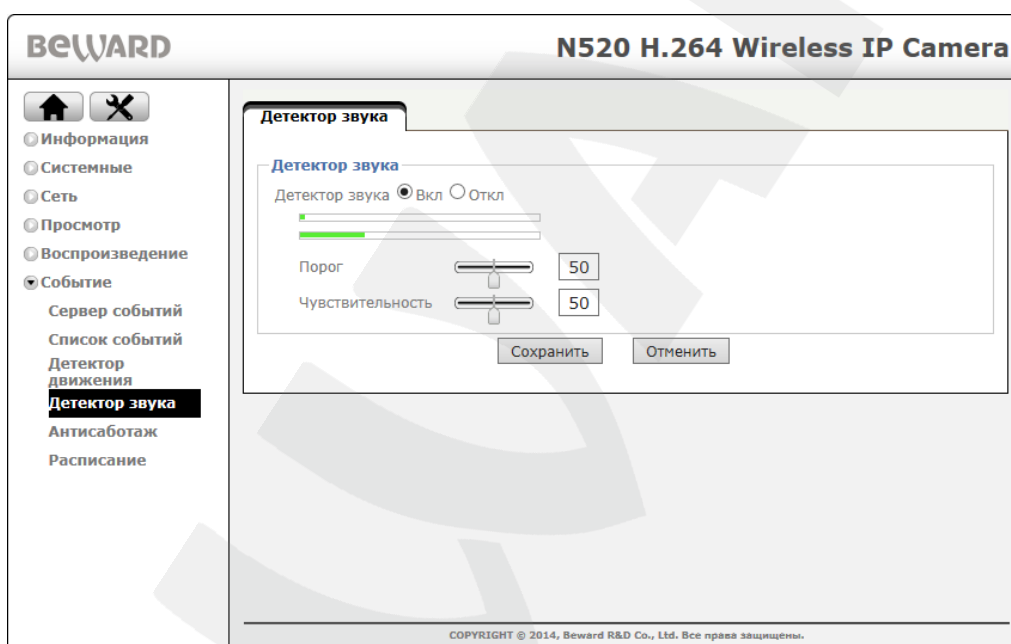 BEWARD
N520 H.264 Wireless IP Camera
Информация
Системные
Сеть
Просмотр
Воспроизведение
Событие
Сервер событий
Список событий
Детектор
движения
Детектор звука
Антисаботаж
Расписание
Детектор звука
Детектор звука
Детектор звука Вкл Откл
Порог 50
Чувствительность 50
Сохранить Отменить
COPYRIGHT © 2014, Beward R&D Co., Ltd. Все права защищены.